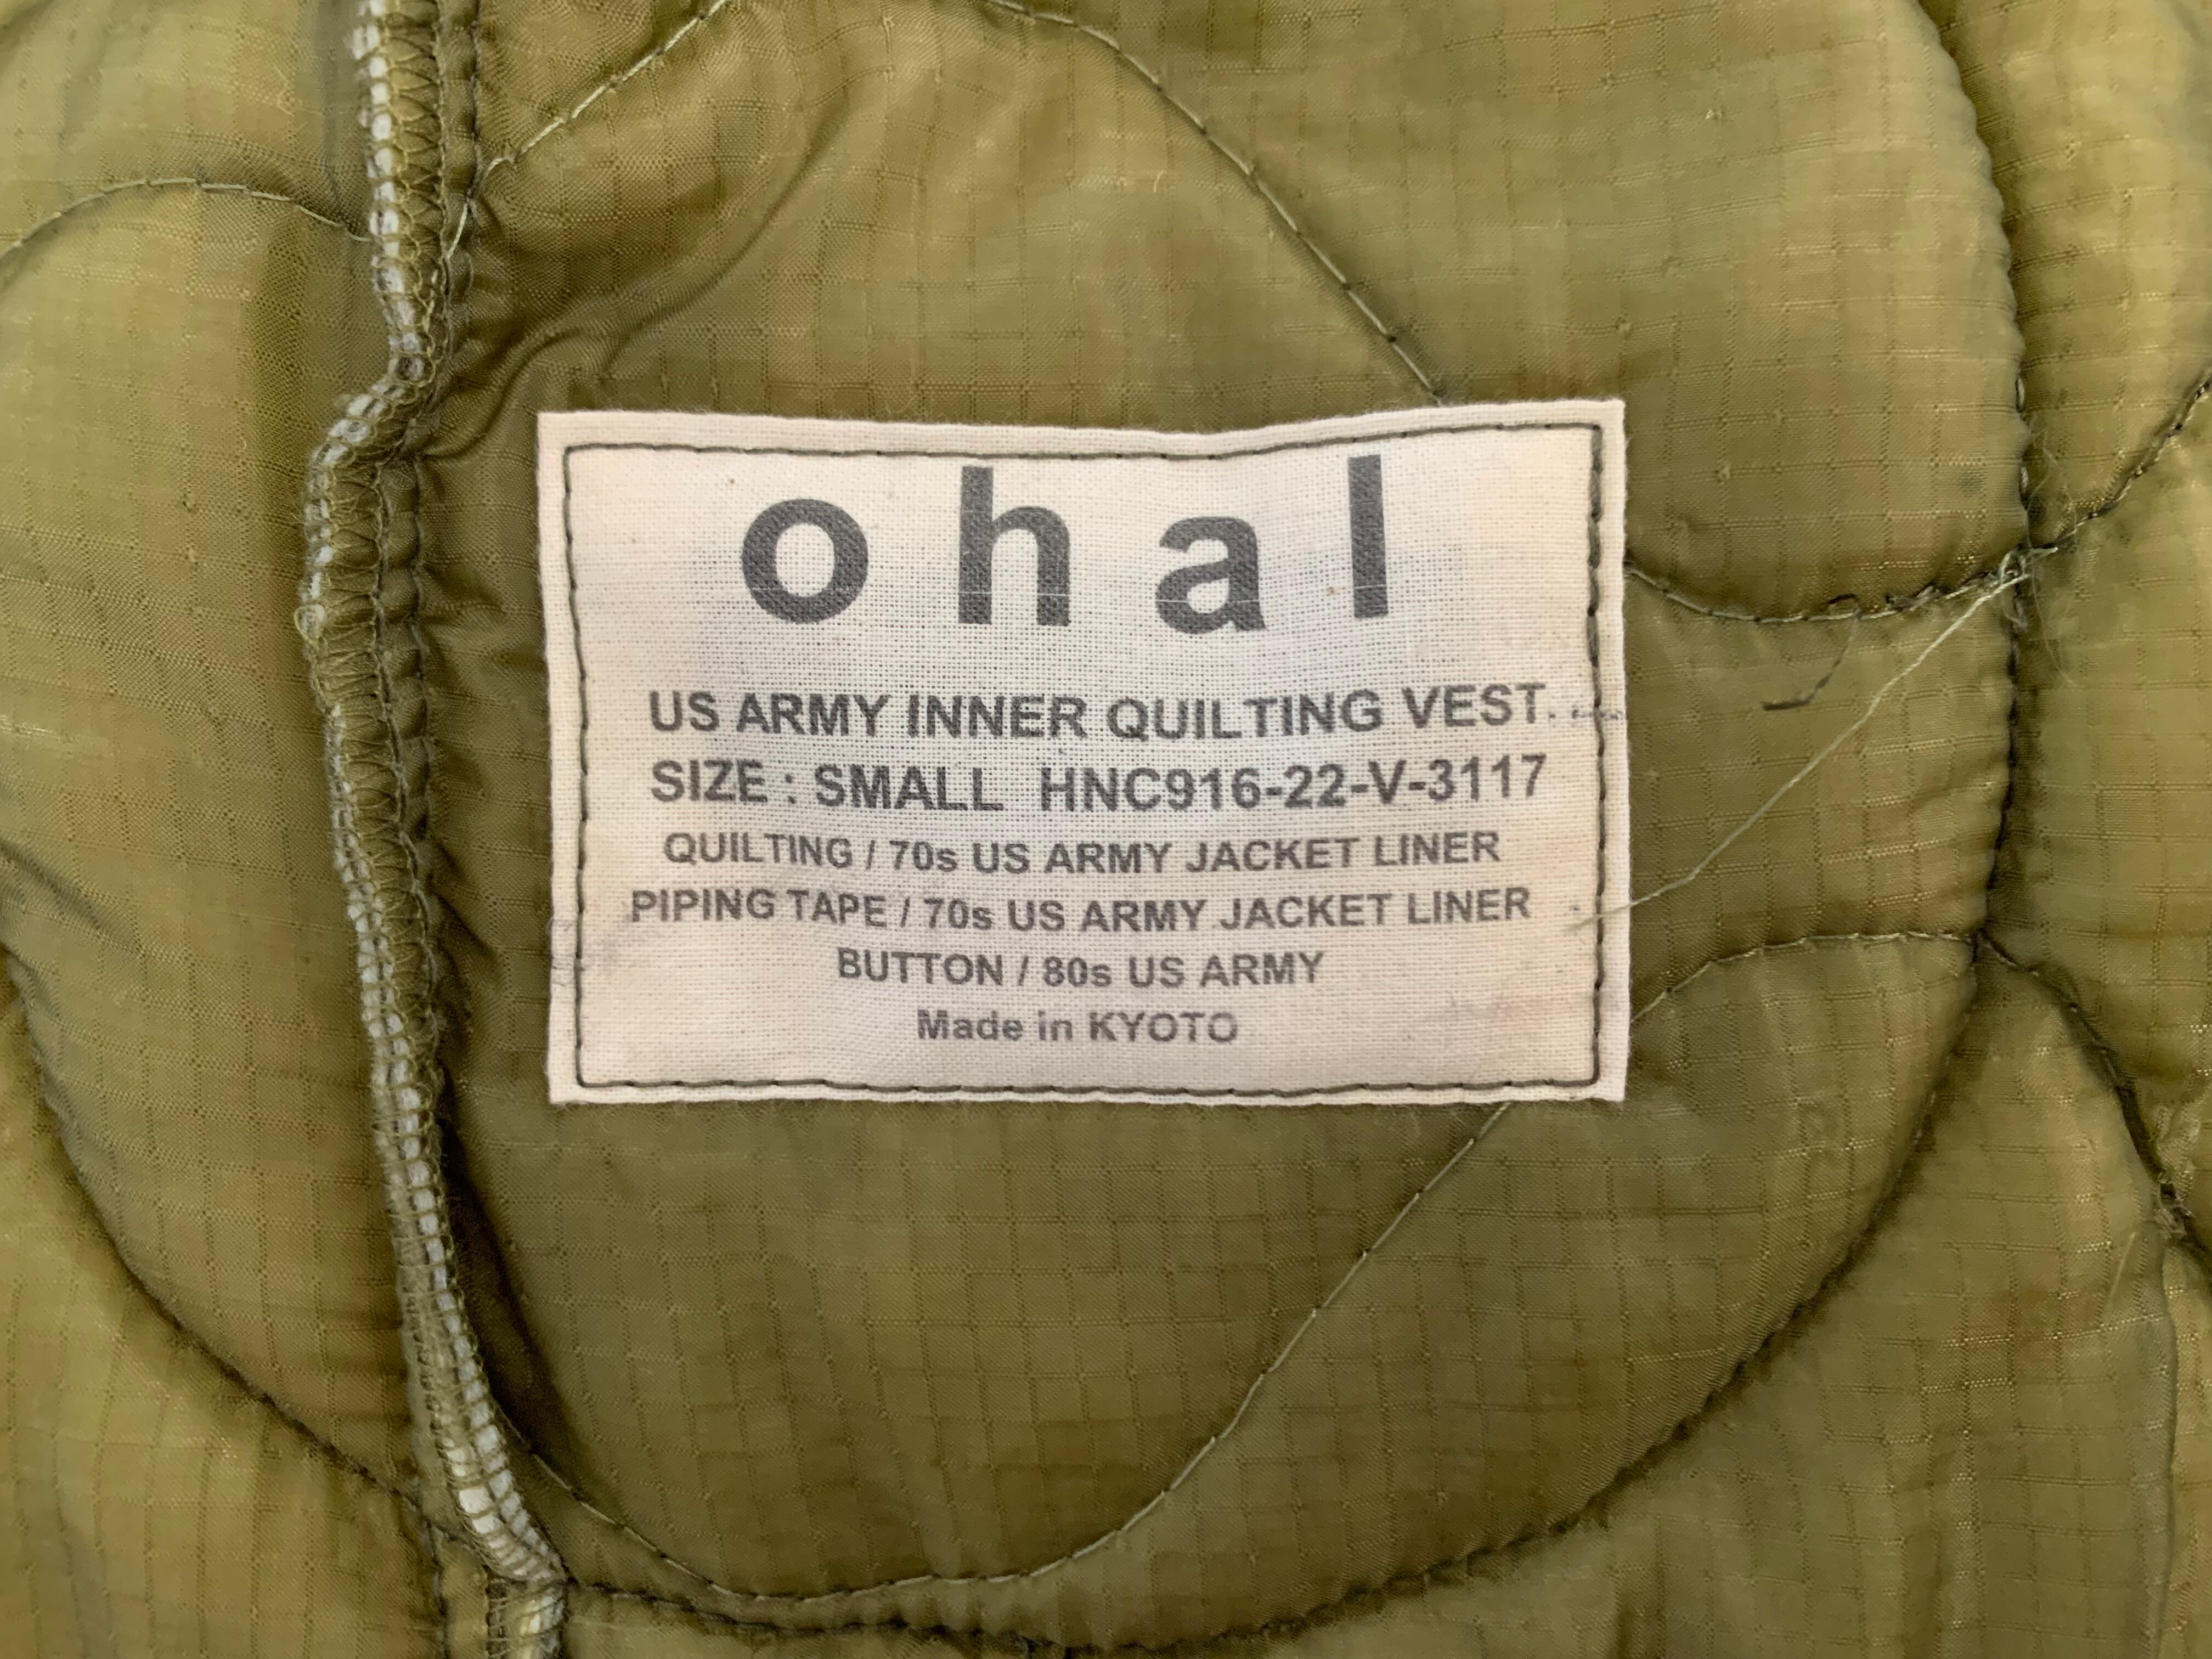 ohal
US ARMY INNER QUILTING VEST.
SIZE : SMALL HNC916-22-V-3117
QUILTING / 70s US ARMY JACKET LINER
PIPING TAPE / 70s US ARMY JACKET LINER
BUTTON / 80s US ARMY
Made in KYOTO